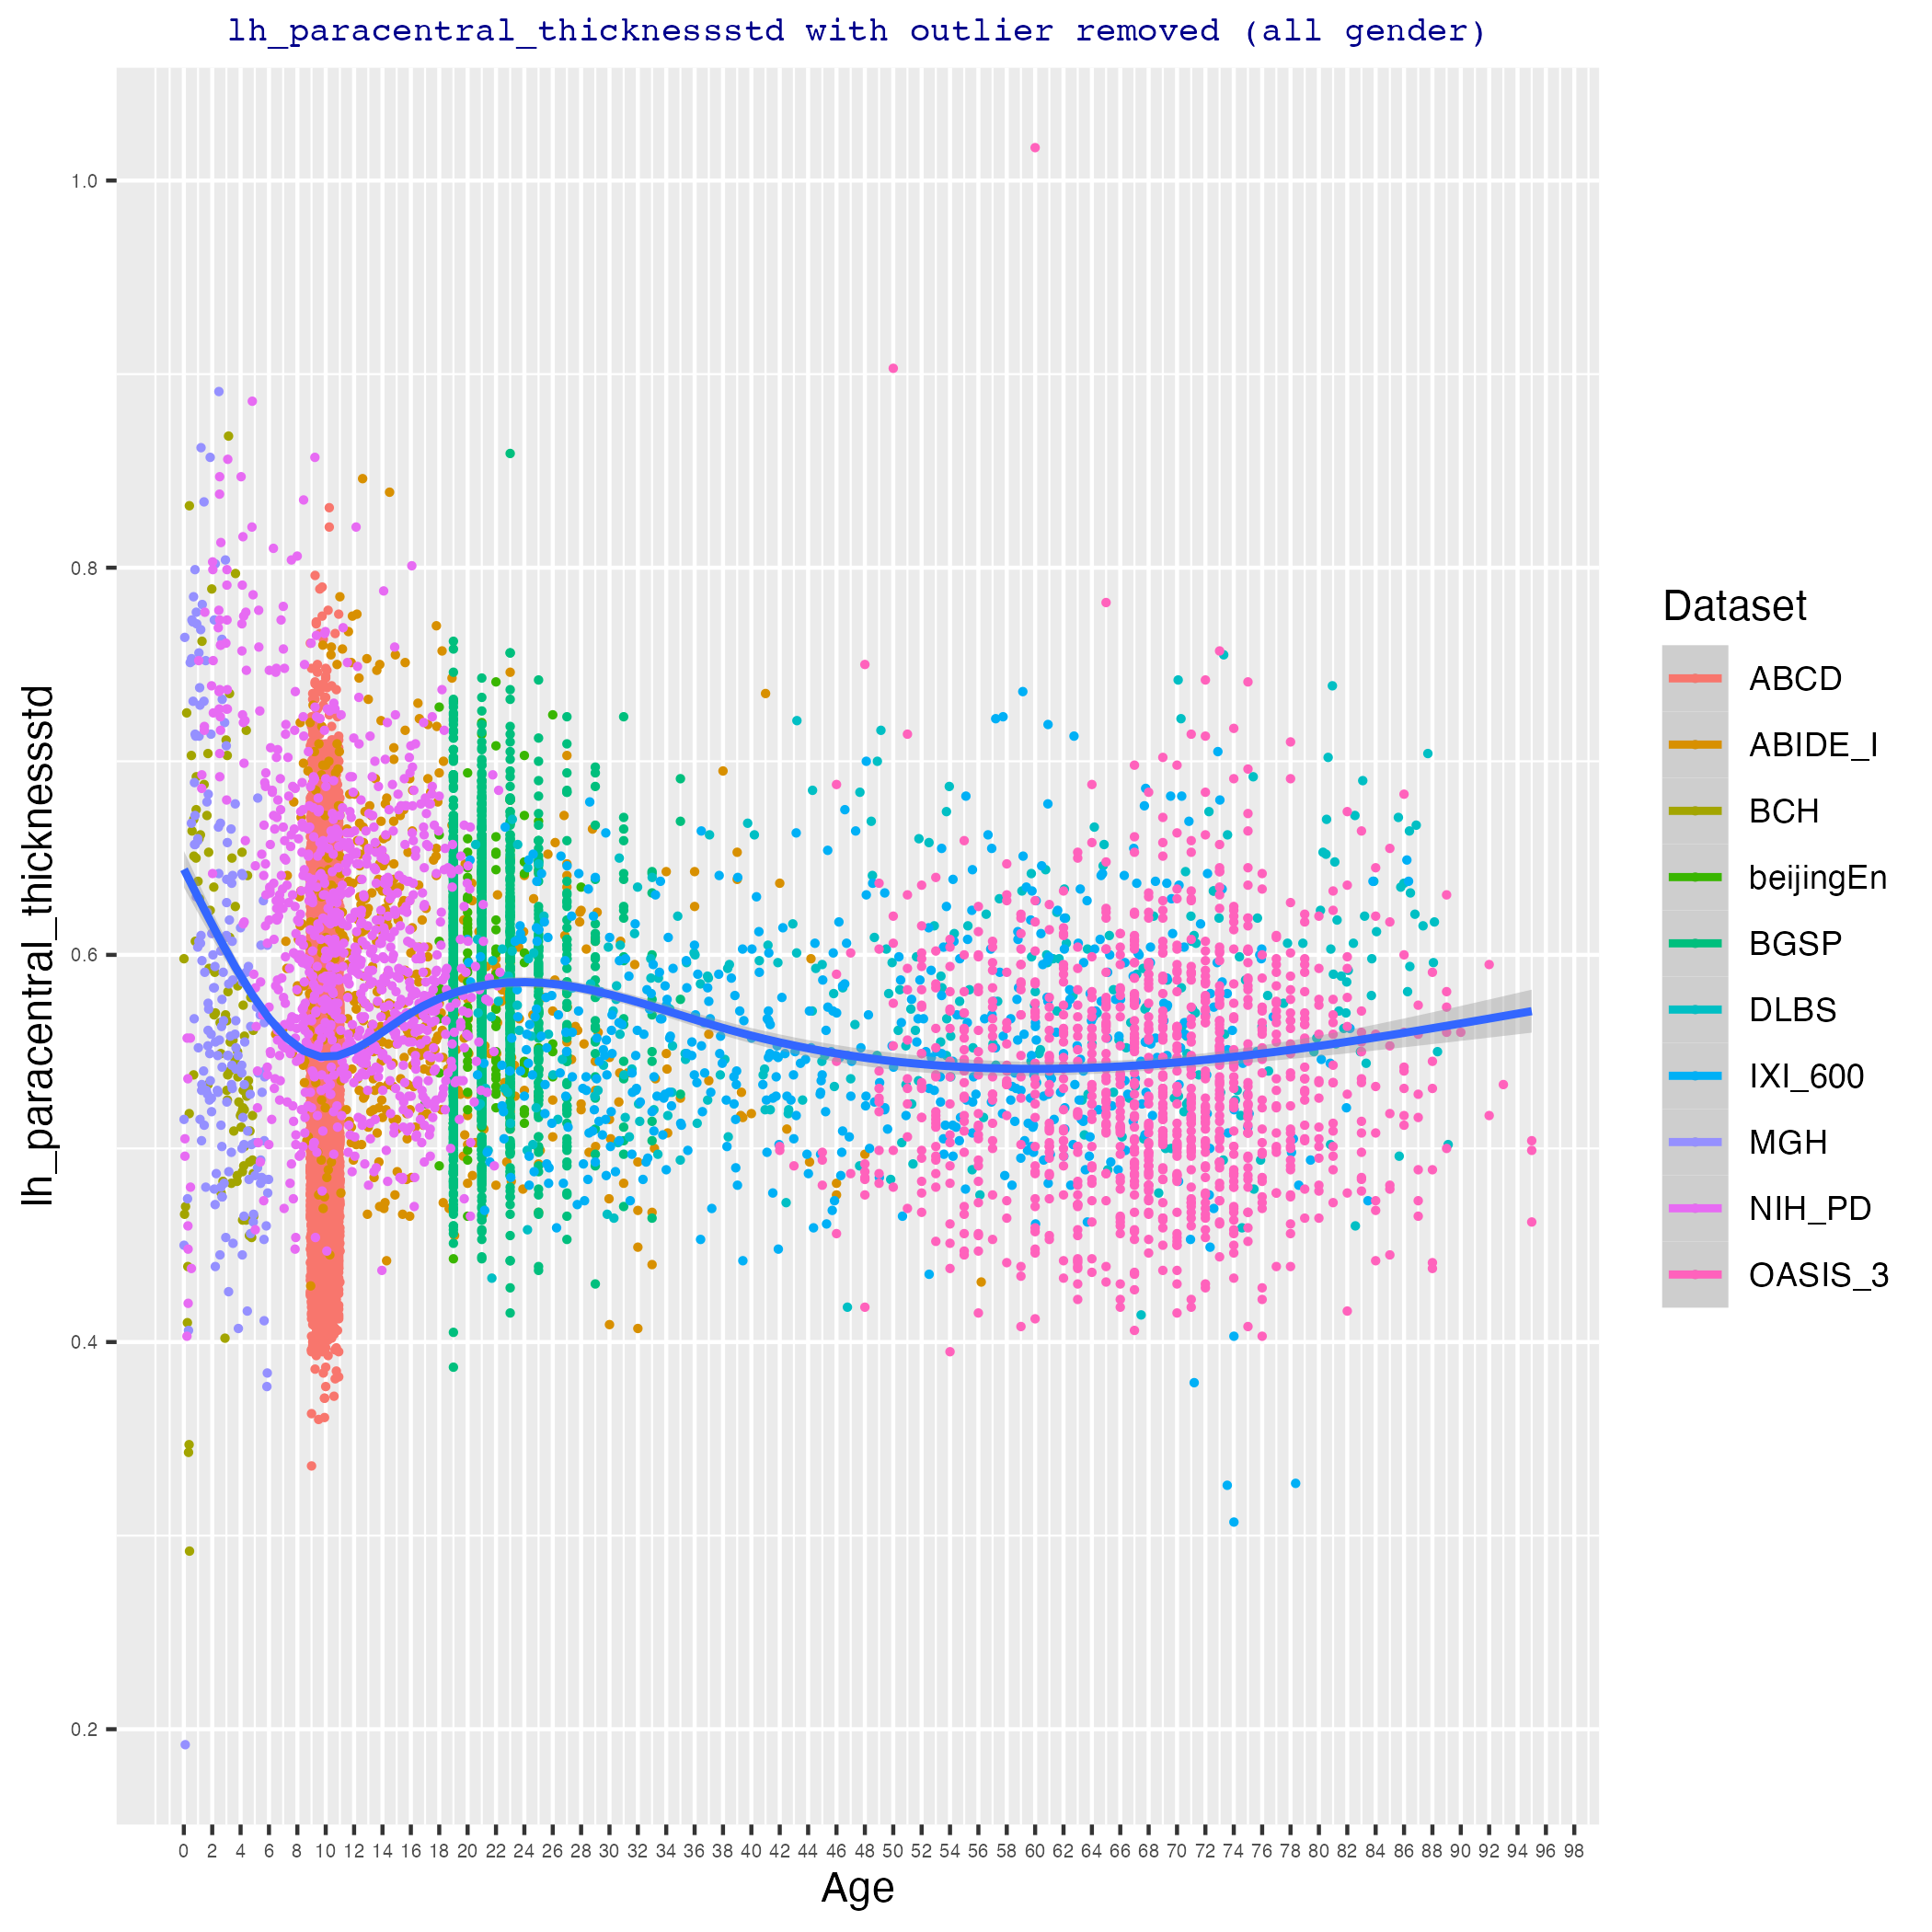 lh_paracentral_thicknessstd with outlier removed (all gender)
lh_paracentral_thicknessstd
1.0
0.8
0.6
0.4
0.2
0 2 4 6 8 10 12 14 16 18 20 22 24 26 28 30 32 34 36 38 40 42 44 46 48 50 52 54 56 58 60 62 64 66 68 70 72 74 76 78 80 82 84 86 88 90 92 94 96 98
Age
Dataset
ABCD
ABIDE_I
BCH
beijingEn
BGSP
DLBS
IXI_600
MGH
NIH_PD
OASIS_3